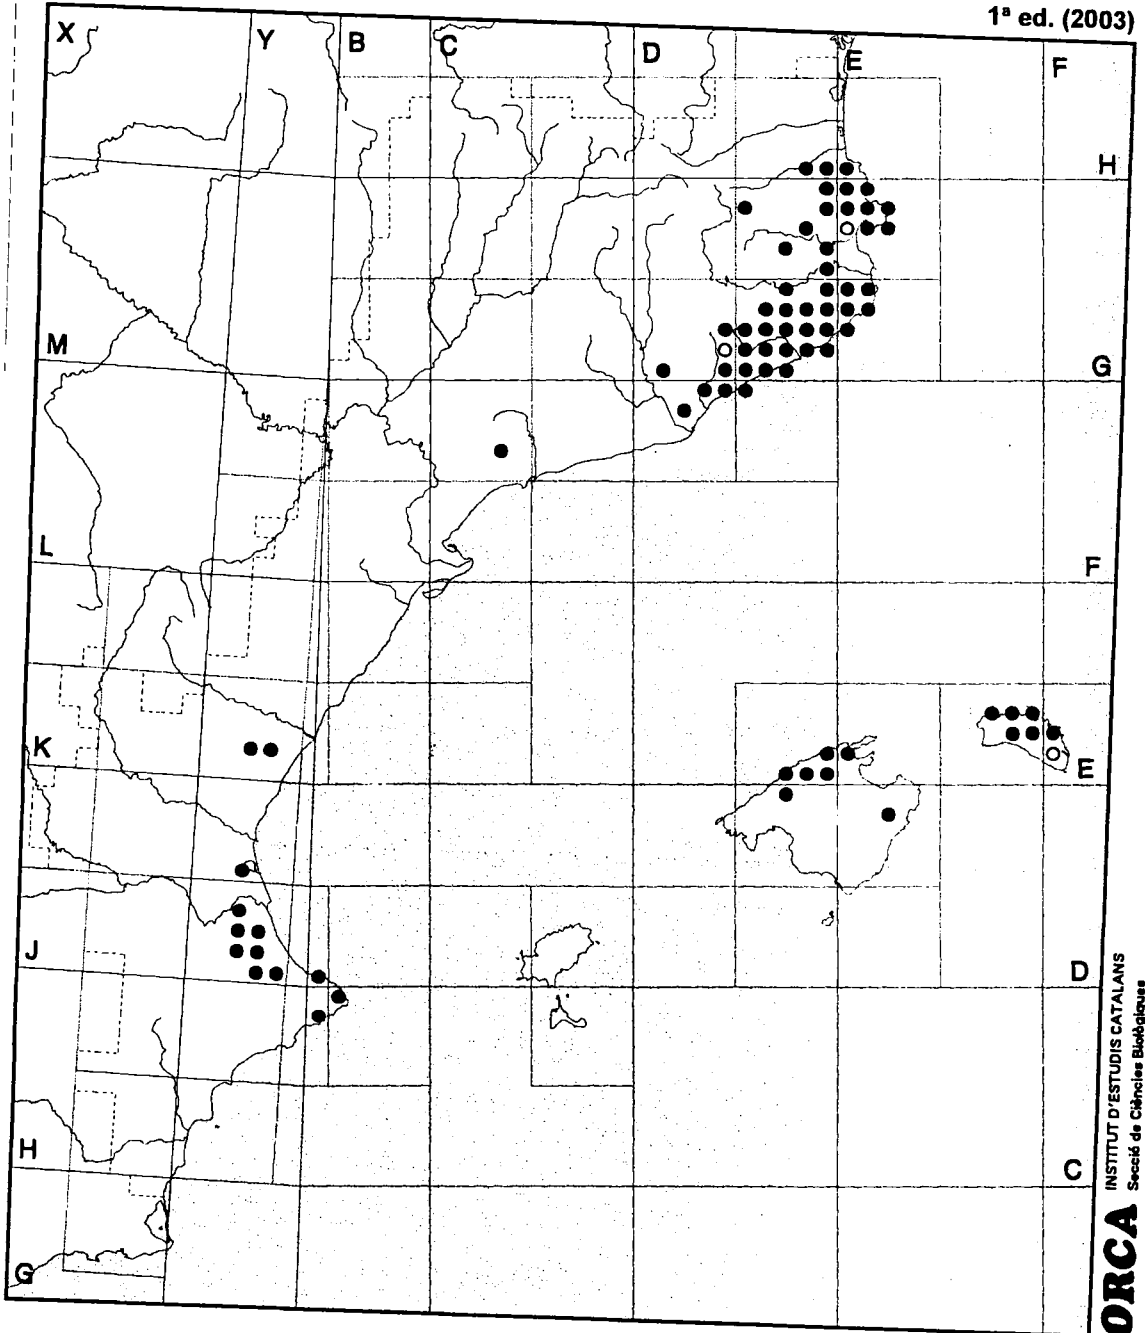 1ª ed. (2003)
X
Y
B
C
D
E
F
H
M
G
L
F
K
E
J
D
H
C
G
INSTITUT D'ESTUDIS CATALANS
Secció de Ciències Biològiques
ORCA